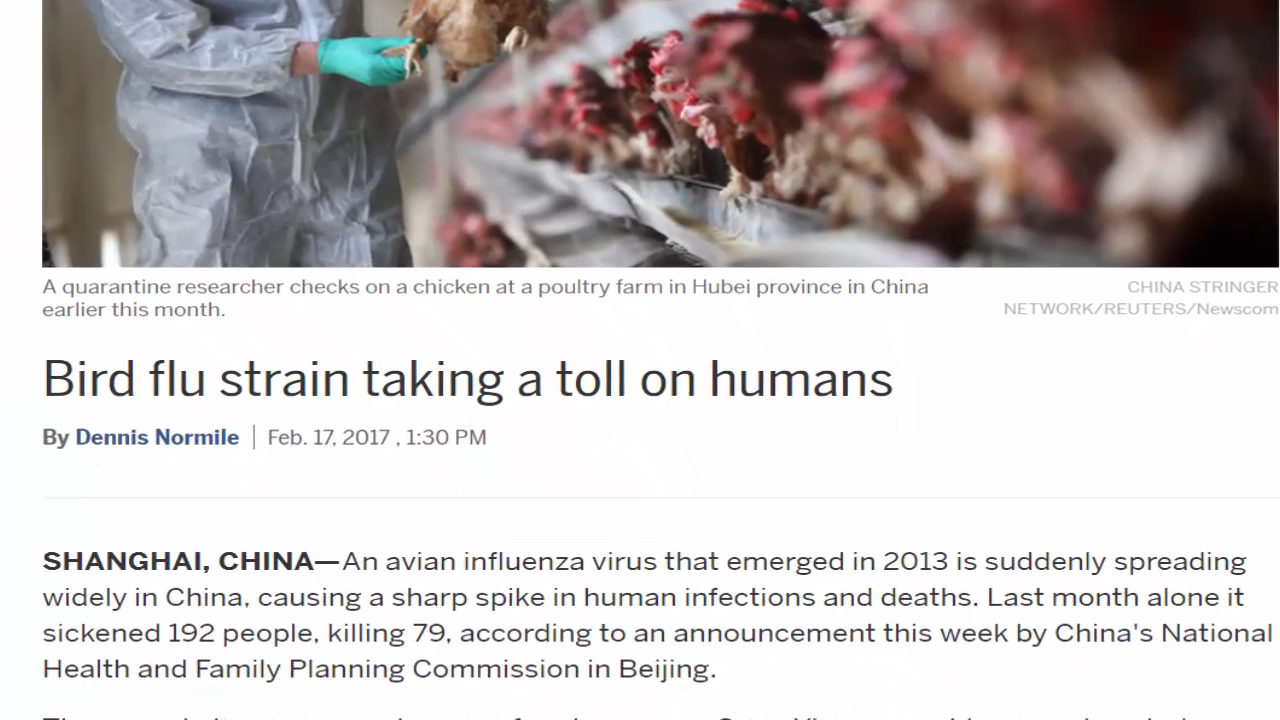 A quarantine researcher checks on a chicken at a poultry farm in Hubei province in China
earlier this month.
CHINA STRINGER
NETWORK/REUTERS/Newscom
Bird flu strain taking a toll on humans
By Dennis Normile | Feb. 17, 2017 , 1:30 PM
SHANGHAI, CHINA—An avian influenza virus that emerged in 2013 is suddenly spreading
widely in China, causing a sharp spike in human infections and deaths. Last month alone it
sickened 192 people, killing 79, according to an announcement this week by China's National
Health and Family Planning Commission in Beijing.